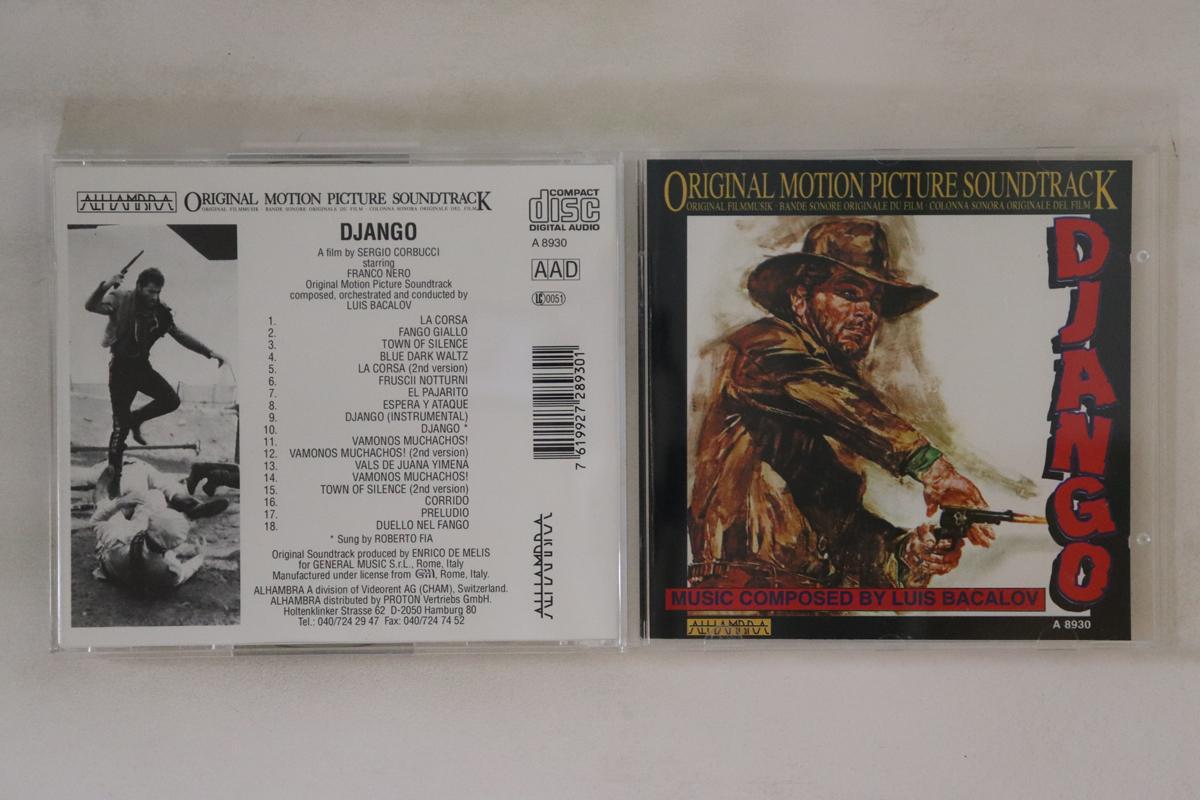 ALHAMBRA ORIGINAL MOTION PICTURE SOUNDTRACK
ORIGINAL FILMMUSIK · BANDE SONORE ORIGINALE DU FILM · COLONNA SONORA ORIGINALE DEL FILM
COMPACT
disc
DIGITAL AUDIO
A 8930
AAD
LC 0051
DJANGO
A film by SERGIO CORBUCCI
starring
FRANCO NERO
Original Motion Picture Soundtrack
composed, orchestrated and conducted by
LUIS BACALOV
1. LA CORSA
2. FANGO GIALLO
3. TOWN OF SILENCE
4. BLUE DARK WALTZ
5. LA CORSA (2nd version)
6. FRUSCII NOTTURNI
7. EL PAJARITO
8. ESPERA Y ATAQUE
9. DJANGO (INSTRUMENTAL)
10. DJANGO *
11. VAMONOS MUCHACHOS!
12. VAMONOS MUCHACHOS! (2nd version)
13. VALS DE JUANA YIMENA
14. VAMONOS MUCHACHOS!
15. TOWN OF SILENCE (2nd version)
16. CORRIDO
17. PRELUDIO
18. DUELLO NEL FANGO
* Sung by ROBERTO FIA
Original Soundtrack produced by ENRICO DE MELIS
for GENERAL MUSIC S.r.L., Rome, Italy
Manufactured under license from GM, Rome, Italy.
ALHAMBRA A division of Videorent AG (CHAM), Switzerland.
ALHAMBRA distributed by PROTON Vertriebs GmbH.
Holtenklinker Strasse 62 D-2050 Hamburg 80
Tel.: 040/724 29 47 Fax: 040/724 74 52
7 619927 289301
ALHAMBRA
ORIGINAL MOTION PICTURE SOUNDTRACK
ORIGINAL FILMMUSIK · BANDE SONORE ORIGINALE DU FILM · COLONNA SONORA ORIGINALE DEL FILM
DJANGO
MUSIC COMPOSED BY LUIS BACALOV
ALHAMBRA
A 8930